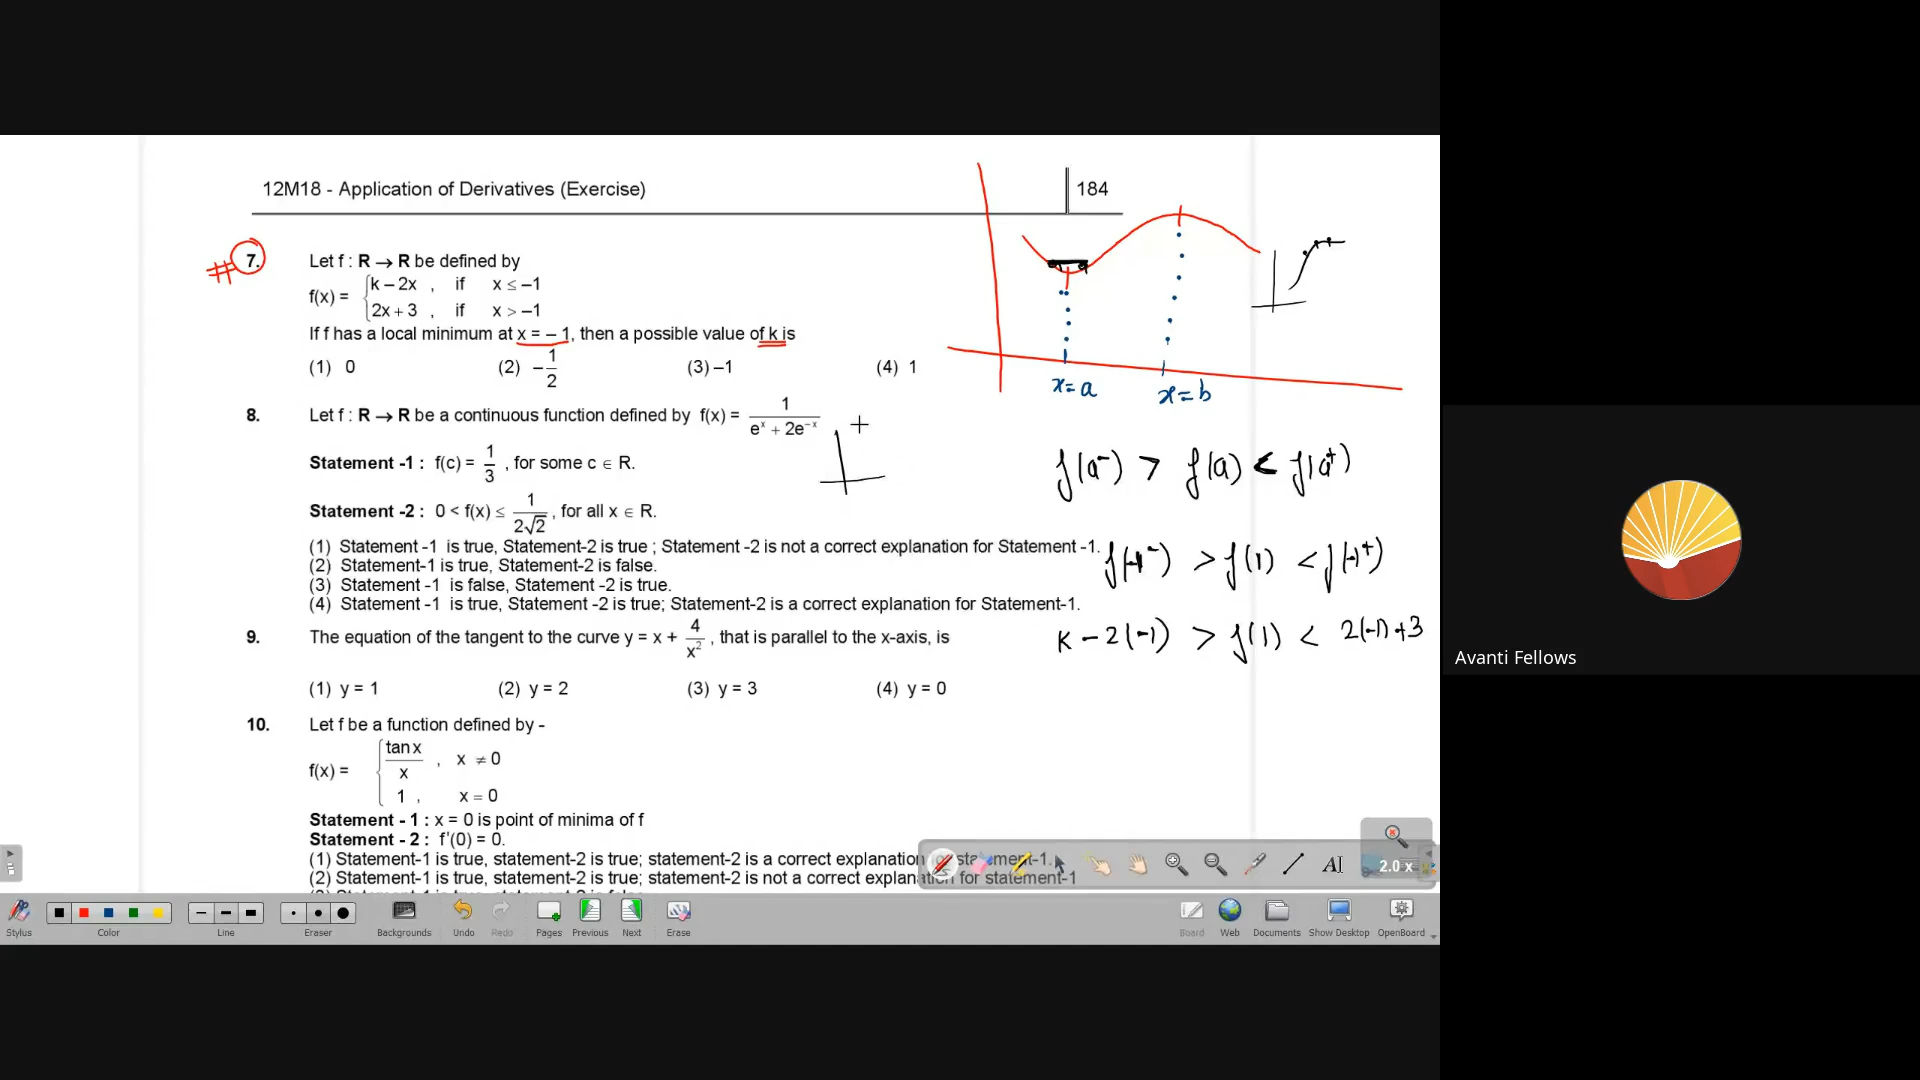 12M18 - Application of Derivatives (Exercise) 184
# 7. Let f : R → R be defined by
f(x) = { k – 2x , if x ≤ –1
2x + 3 , if x > –1
If f has a local minimum at x = – 1, then a possible value of k is
(1) 0 (2) –1/2 (3) –1 (4) 1
x = a x = b
8. Let f : R → R be a continuous function defined by f(x) = 1/(e^x + 2e^–x)
Statement -1 : f(c) = 1/3 , for some c ∈ R.
f(a⁻) > f(a) < f(a⁺)
Statement -2 : 0 < f(x) ≤ 1/(2√2) , for all x ∈ R.
(1) Statement -1 is true, Statement-2 is true ; Statement -2 is not a correct explanation for Statement -1.
(2) Statement-1 is true, Statement-2 is false.
(3) Statement -1 is false, Statement -2 is true.
(4) Statement -1 is true, Statement -2 is true; Statement-2 is a correct explanation for Statement-1.
f(-1⁻) > f(1) < f(-1⁺)
K - 2(-1) > f(1) < 2(-1)+3
9. The equation of the tangent to the curve y = x + 4/x² , that is parallel to the x-axis, is
(1) y = 1 (2) y = 2 (3) y = 3 (4) y = 0
10. Let f be a function defined by -
f(x) = { tan x / x , x ≠ 0
1 , x = 0
Statement - 1 : x = 0 is point of minima of f
Statement - 2 : f'(0) = 0.
(1) Statement-1 is true, statement-2 is true; statement-2 is a correct explanation for statement-1.
(2) Statement-1 is true, statement-2 is true; statement-2 is not a correct explanation for statement-1
2.0 x
Stylus Color Line Eraser Backgrounds Undo Redo Pages Previous Next Erase Board Web Documents Show Desktop OpenBoard
Avanti Fellows